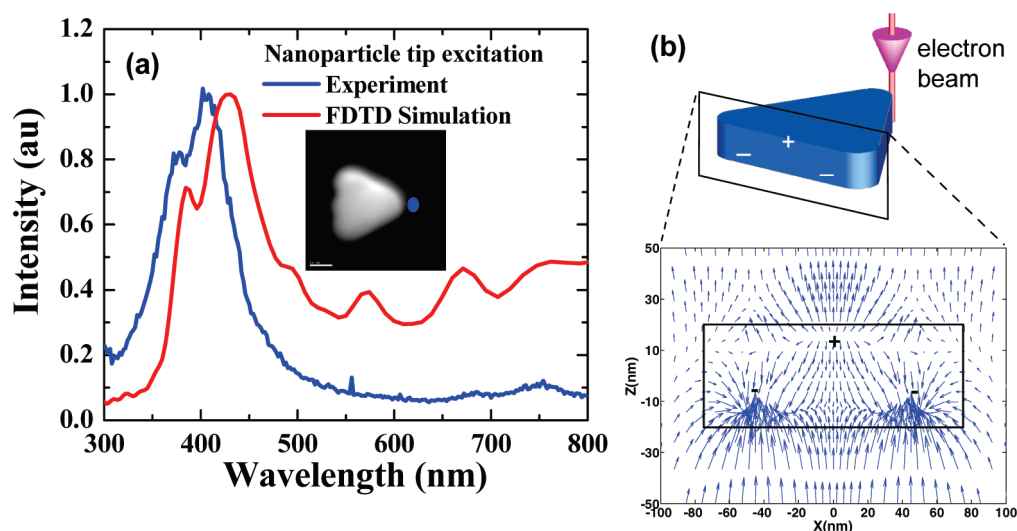 (a)
Nanoparticle tip excitation
Experiment
FDTD Simulation
Intensity (au)
1.2
1.0
0.8
0.6
0.4
0.2
0.0
300 400 500 600 700 800
Wavelength (nm)
(b)
electron
beam
+
– –
Z(nm)
50
30
10
-10
-30
-50
+
- -
-100 -80 -60 -40 -20 0 20 40 60 80 100
X(nm)